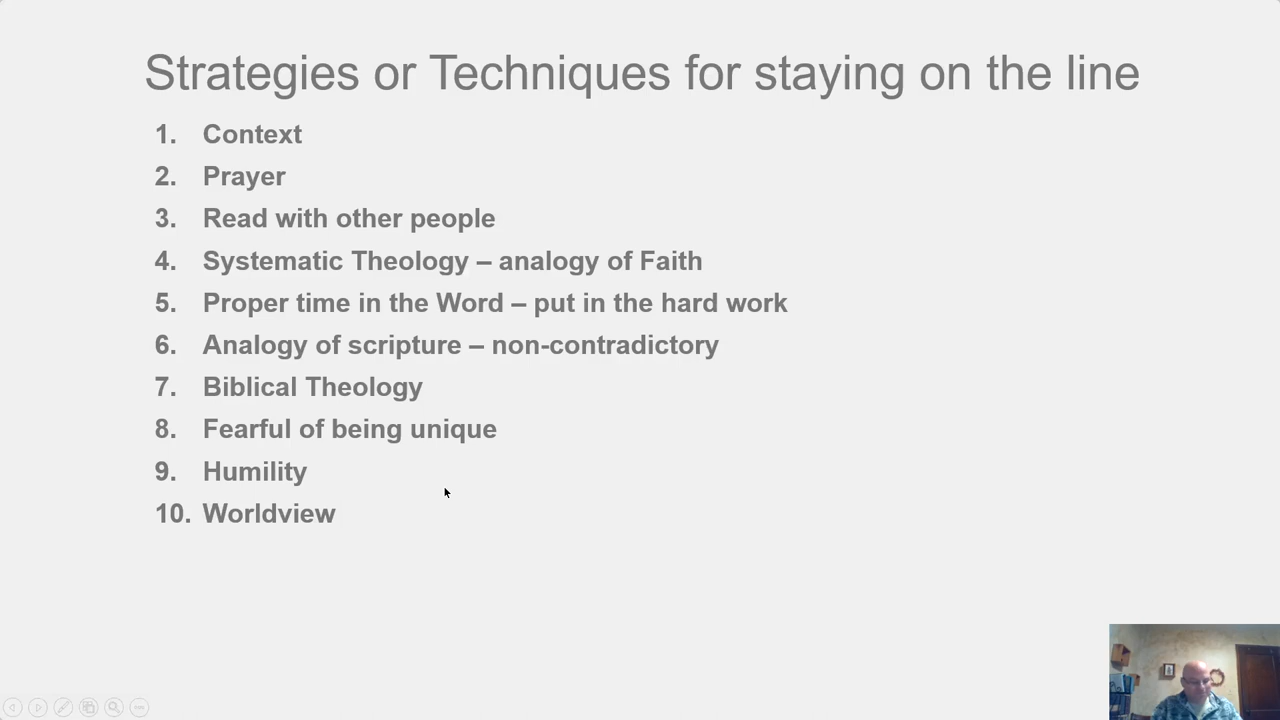 Strategies or Techniques for staying on the line
1. Context
2. Prayer
3. Read with other people
4. Systematic Theology – analogy of Faith
5. Proper time in the Word – put in the hard work
6. Analogy of scripture – non-contradictory
7. Biblical Theology
8. Fearful of being unique
9. Humility
10. Worldview